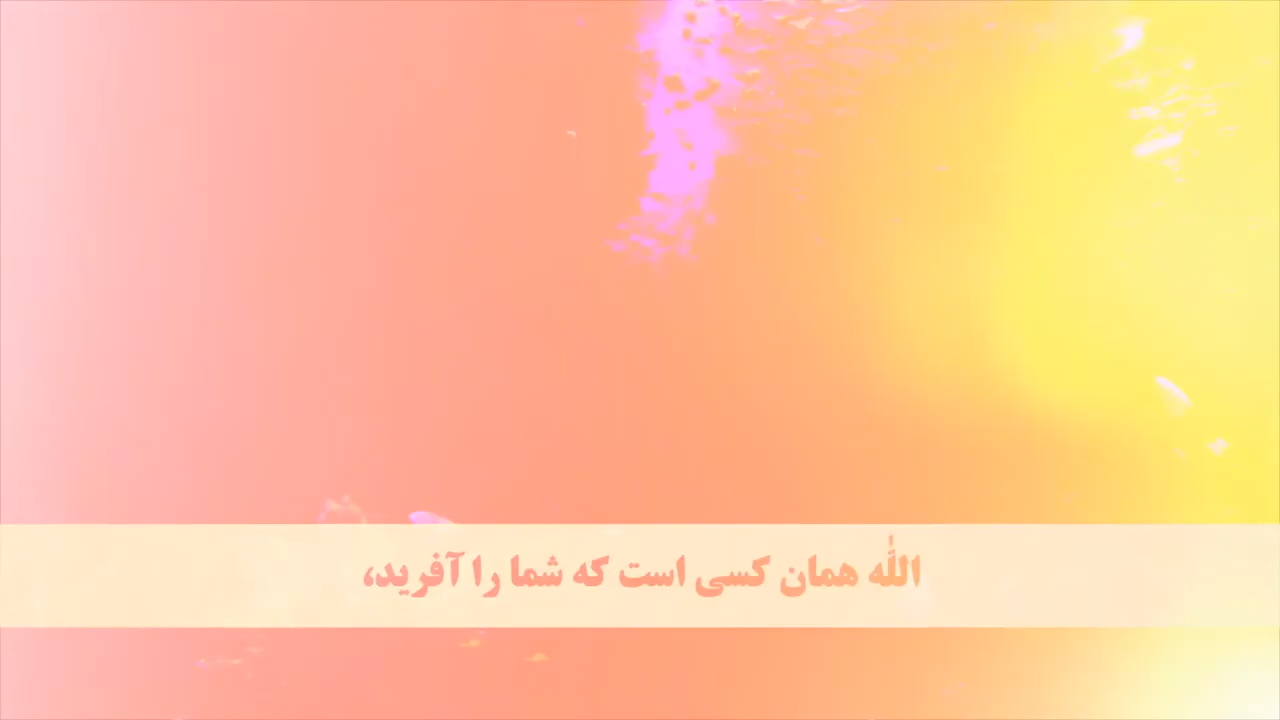 اللّٰه همان کسی است که شما را آفرید،